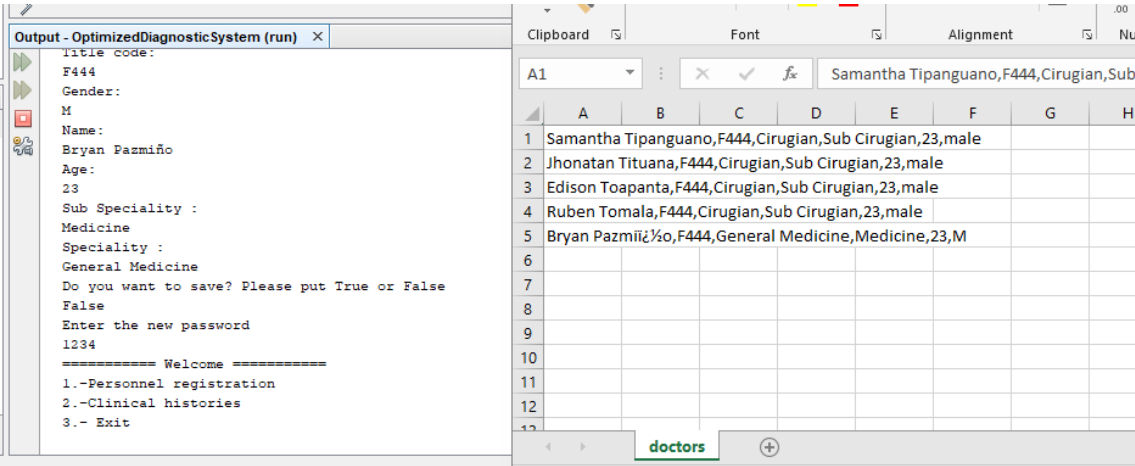 Output - OptimizedDiagnosticSystem (run) ×
Title code:
F444
Gender:
M
Name:
Bryan Pazmiño
Age:
23
Sub Speciality :
Medicine
Speciality :
General Medicine
Do you want to save? Please put True or False
False
Enter the new password
1234
=========== Welcome ===========
1.-Personnel registration
2.-Clinical histories
3.- Exit
.00
Clipboard Font Alignment Nu
A1 fx Samantha Tipanguano,F444,Cirugian,Sub
A B C D E F G H
1 Samantha Tipanguano,F444,Cirugian,Sub Cirugian,23,male
2 Jhonatan Tituana,F444,Cirugian,Sub Cirugian,23,male
3 Edison Toapanta,F444,Cirugian,Sub Cirugian,23,male
4 Ruben Tomala,F444,Cirugian,Sub Cirugian,23,male
5 Bryan Pazmiï¿½o,F444,General Medicine,Medicine,23,M
6
7
8
9
10
11
12
doctors